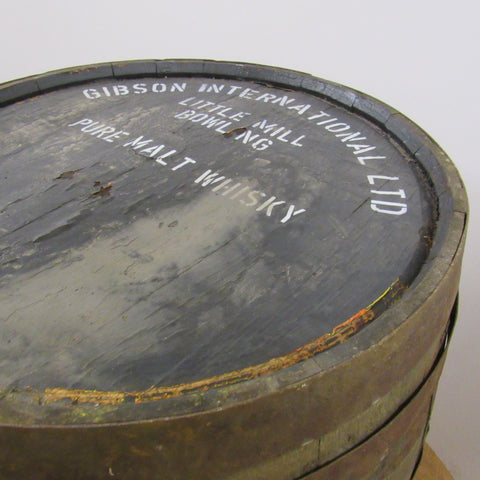 GIBSON INTERNATIONAL LTD
LITTLE MILL
BOWLING
PURE MALT WHISKY